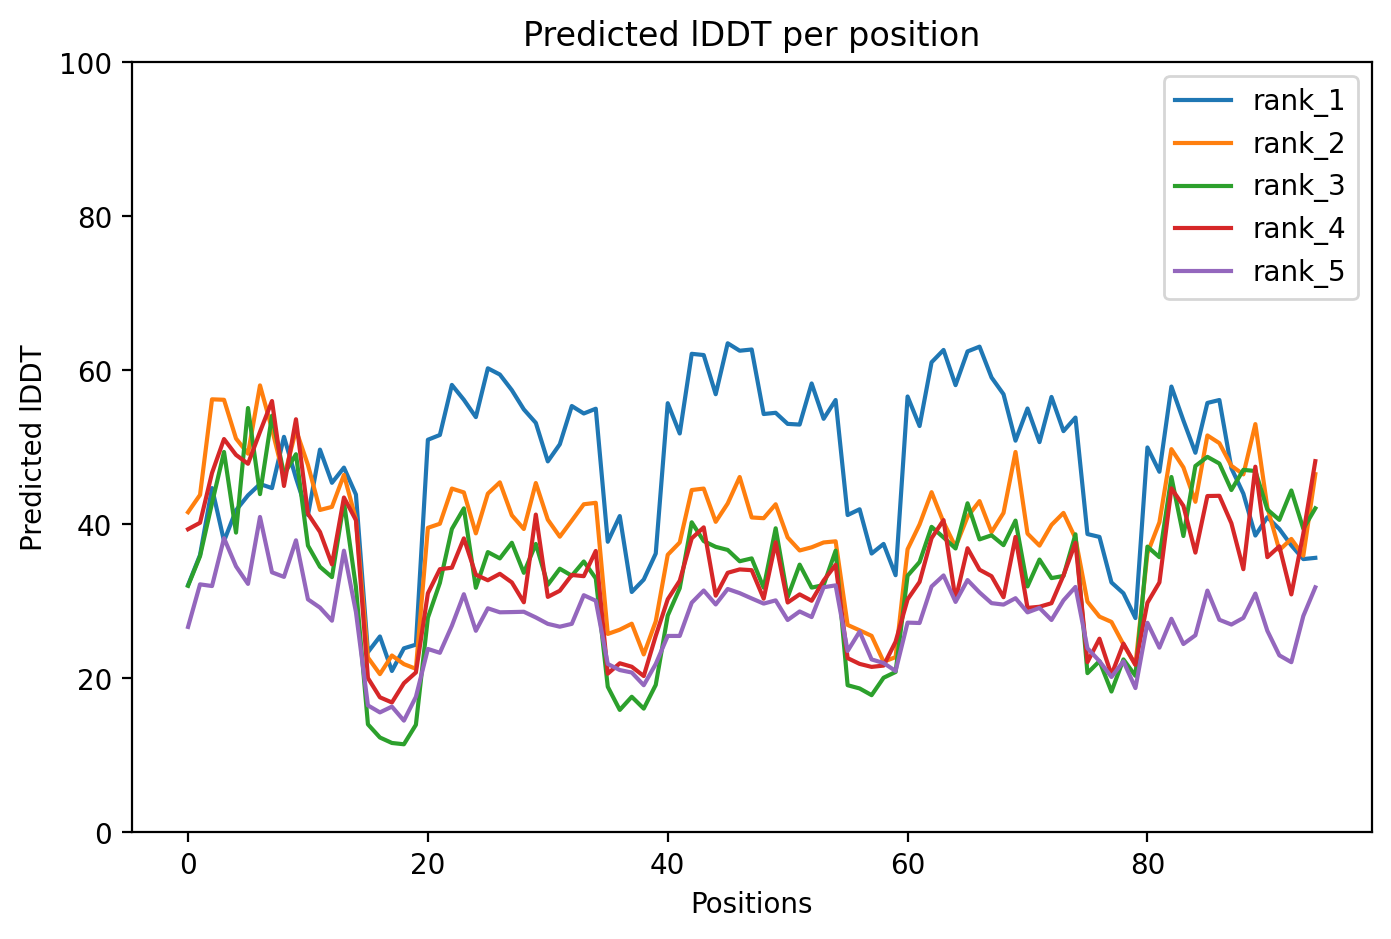 Predicted lDDT per position
100
80
60
40
20
0
Predicted lDDT
0 20 40 60 80
Positions
rank_1
rank_2
rank_3
rank_4
rank_5